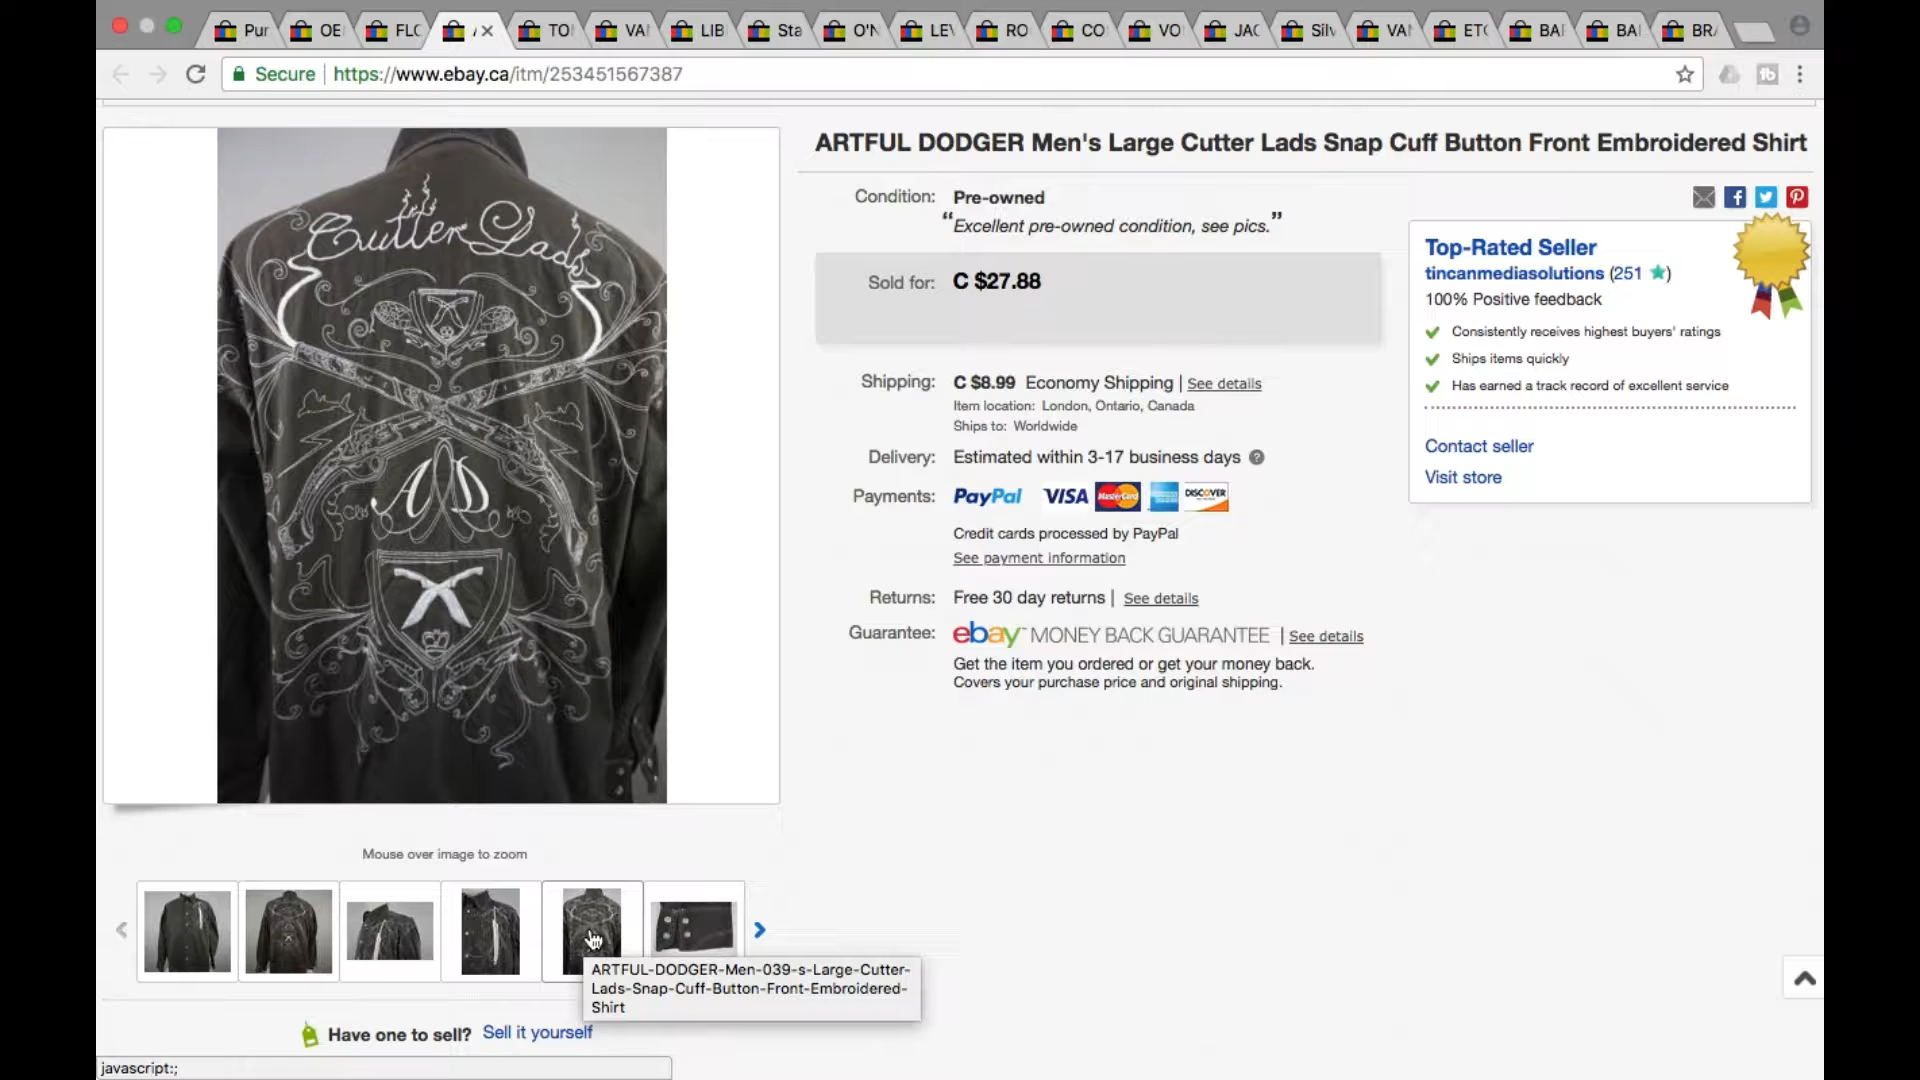 Pur OE FLC A TO VAI LIB Sta O'N LEV RO CO VO JAC Silv VAI ETC BAI BAI BRA
Secure https://www.ebay.ca/itm/253451567387
ARTFUL DODGER Men's Large Cutter Lads Snap Cuff Button Front Embroidered Shirt
Cutter Lads
AD
Condition: Pre-owned
“Excellent pre-owned condition, see pics.”
Sold for: C $27.88
Shipping: C $8.99 Economy Shipping | See details
Item location: London, Ontario, Canada
Ships to: Worldwide
Delivery: Estimated within 3-17 business days ?
Payments: PayPal VISA MasterCard DISCOVER
Credit cards processed by PayPal
See payment information
Returns: Free 30 day returns | See details
Guarantee: ebay MONEY BACK GUARANTEE | See details
Get the item you ordered or get your money back.
Covers your purchase price and original shipping.
Top-Rated Seller
tincanmediasolutions (251)
100% Positive feedback
Consistently receives highest buyers' ratings
Ships items quickly
Has earned a track record of excellent service
Contact seller
Visit store
Mouse over image to zoom
ARTFUL-DODGER-Men-039-s-Large-Cutter-
Lads-Snap-Cuff-Button-Front-Embroidered-
Shirt
Have one to sell? Sell it yourself
javascript:;